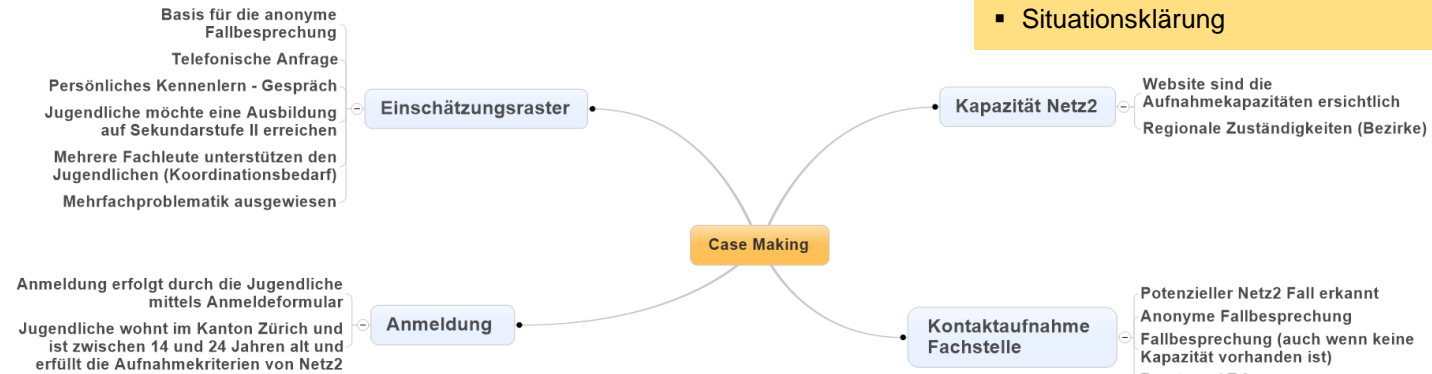 ▪ Situationsklärung
Basis für die anonyme
Fallbesprechung
Telefonische Anfrage
Persönliches Kennenlern - Gespräch
Jugendliche möchte eine Ausbildung
auf Sekundarstufe II erreichen
Mehrere Fachleute unterstützen den
Jugendlichen (Koordinationsbedarf)
Mehrfachproblematik ausgewiesen
Einschätzungsraster
Kapazität Netz2
Website sind die
Aufnahmekapazitäten ersichtlich
Regionale Zuständigkeiten (Bezirke)
Case Making
Anmeldung erfolgt durch die Jugendliche
mittels Anmeldeformular
Jugendliche wohnt im Kanton Zürich und
ist zwischen 14 und 24 Jahren alt und
erfüllt die Aufnahmekriterien von Netz2
Anmeldung
Kontaktaufnahme
Fachstelle
Potenzieller Netz2 Fall erkannt
Anonyme Fallbesprechung
Fallbesprechung (auch wenn keine
Kapazität vorhanden ist)